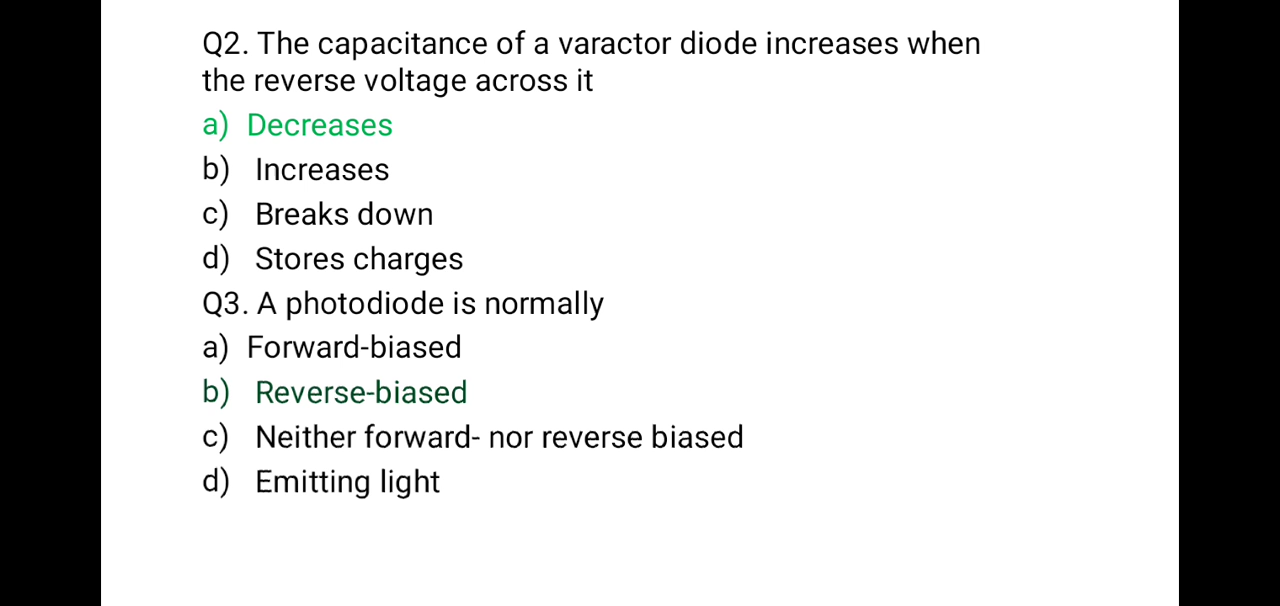 Q2. The capacitance of a varactor diode increases when
the reverse voltage across it
a) Decreases
b) Increases
c) Breaks down
d) Stores charges
Q3. A photodiode is normally
a) Forward-biased
b) Reverse-biased
c) Neither forward- nor reverse biased
d) Emitting light